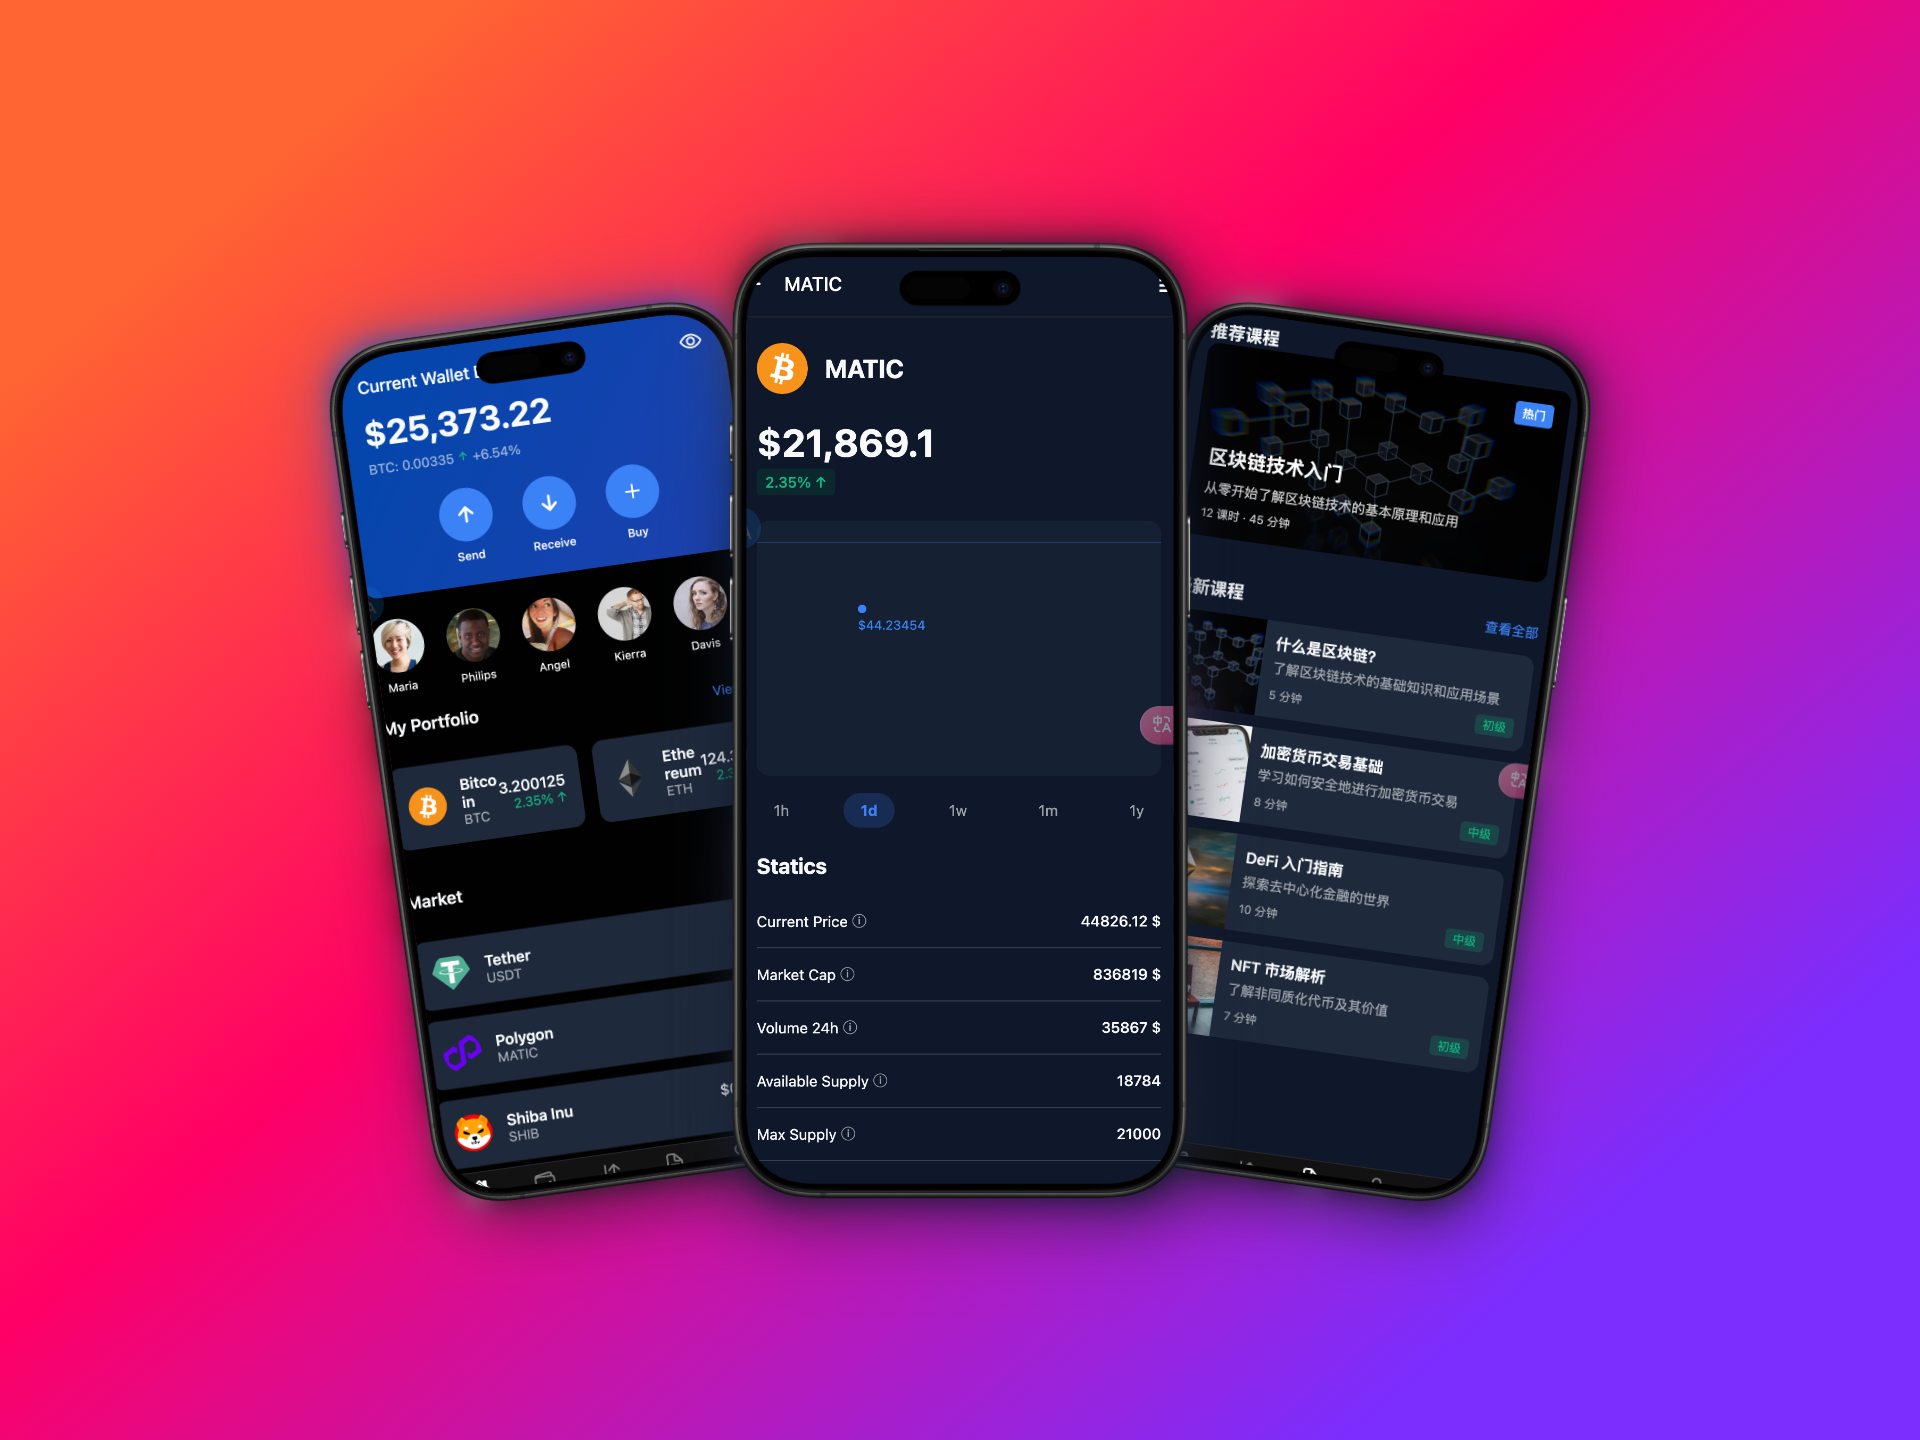 Current Wallet
$25,373.22
BTC: 0.00335 ↑ +6.54%
Send
Receive
Buy
Maria
Philips
Angel
Kierra
Davis
My Portfolio
Bitco
in
BTC
3.200125
2.35% ↑
Ethe
reum
ETH
124.
Market
Tether
USDT
Polygon
MATIC
Shiba Inu
SHIB
MATIC
MATIC
$21,869.1
2.35% ↑
$44.23454
中
A
1h
1d
1w
1m
1y
Statics
Current Price
44826.12 $
Market Cap
836819 $
Volume 24h
35867 $
Available Supply
18784
Max Supply
21000
推荐课程
热门
区块链技术入门
从零开始了解区块链技术的基本原理和应用
12 课时 · 45 分钟
新课程
查看全部
什么是区块链?
了解区块链技术的基础知识和应用场景
5 分钟
初级
加密货币交易基础
学习如何安全地进行加密货币交易
8 分钟
中级
DeFi 入门指南
探索去中心化金融的世界
10 分钟
中级
NFT 市场解析
了解非同质化代币及其价值
7 分钟
初级